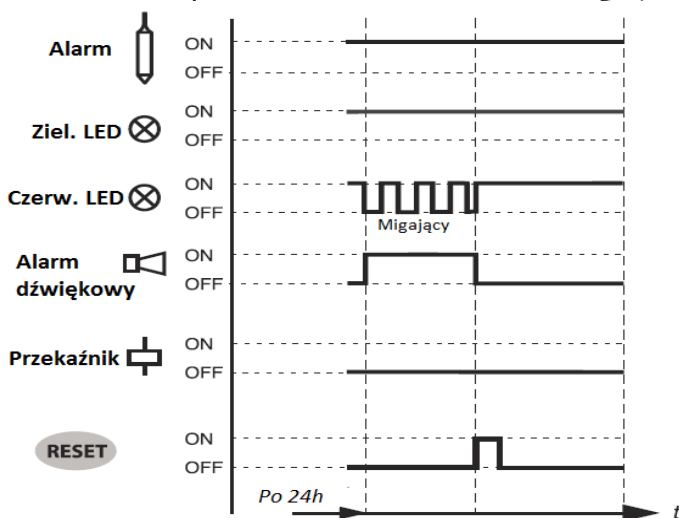 Alarm
ON
OFF
Ziel. LED
ON
OFF
Czerw. LED
ON
OFF
Migający
Alarm
dźwiękowy
ON
OFF
Przekaźnik
ON
OFF
RESET
ON
OFF
Po 24h
t